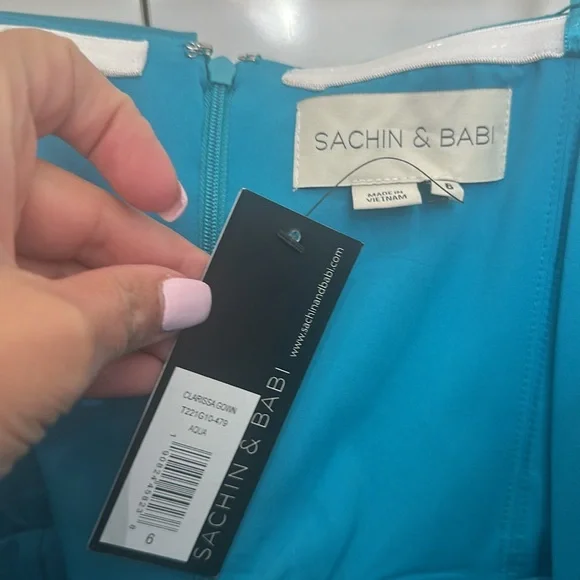 SACHIN & BABI
MADE IN
VIETNAM
6
www.sachinandbabi.com
SACHIN & BABI
CLARISSA GOWN
T221G10-479
AQUA
6